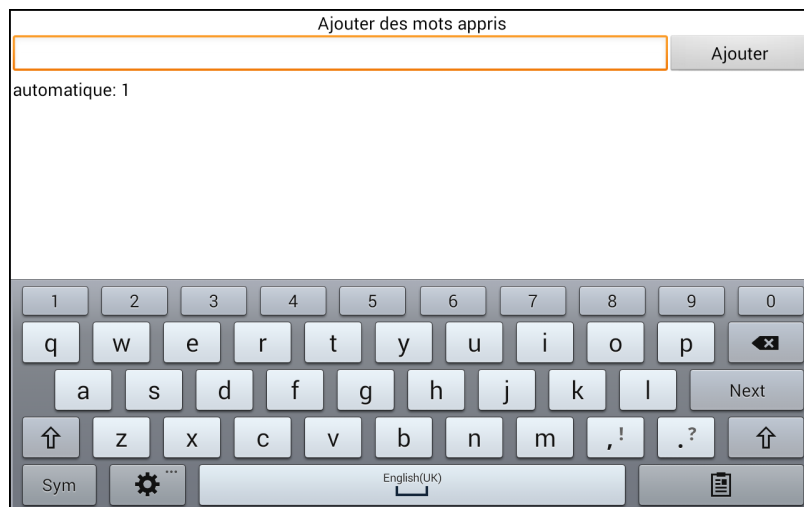 Ajouter des mots appris
Ajouter
automatique: 1
1 2 3 4 5 6 7 8 9 0
q w e r t y u i o p
a s d f g h j k l Next
z x c v b n m , ! . ?
Sym ... English(UK)